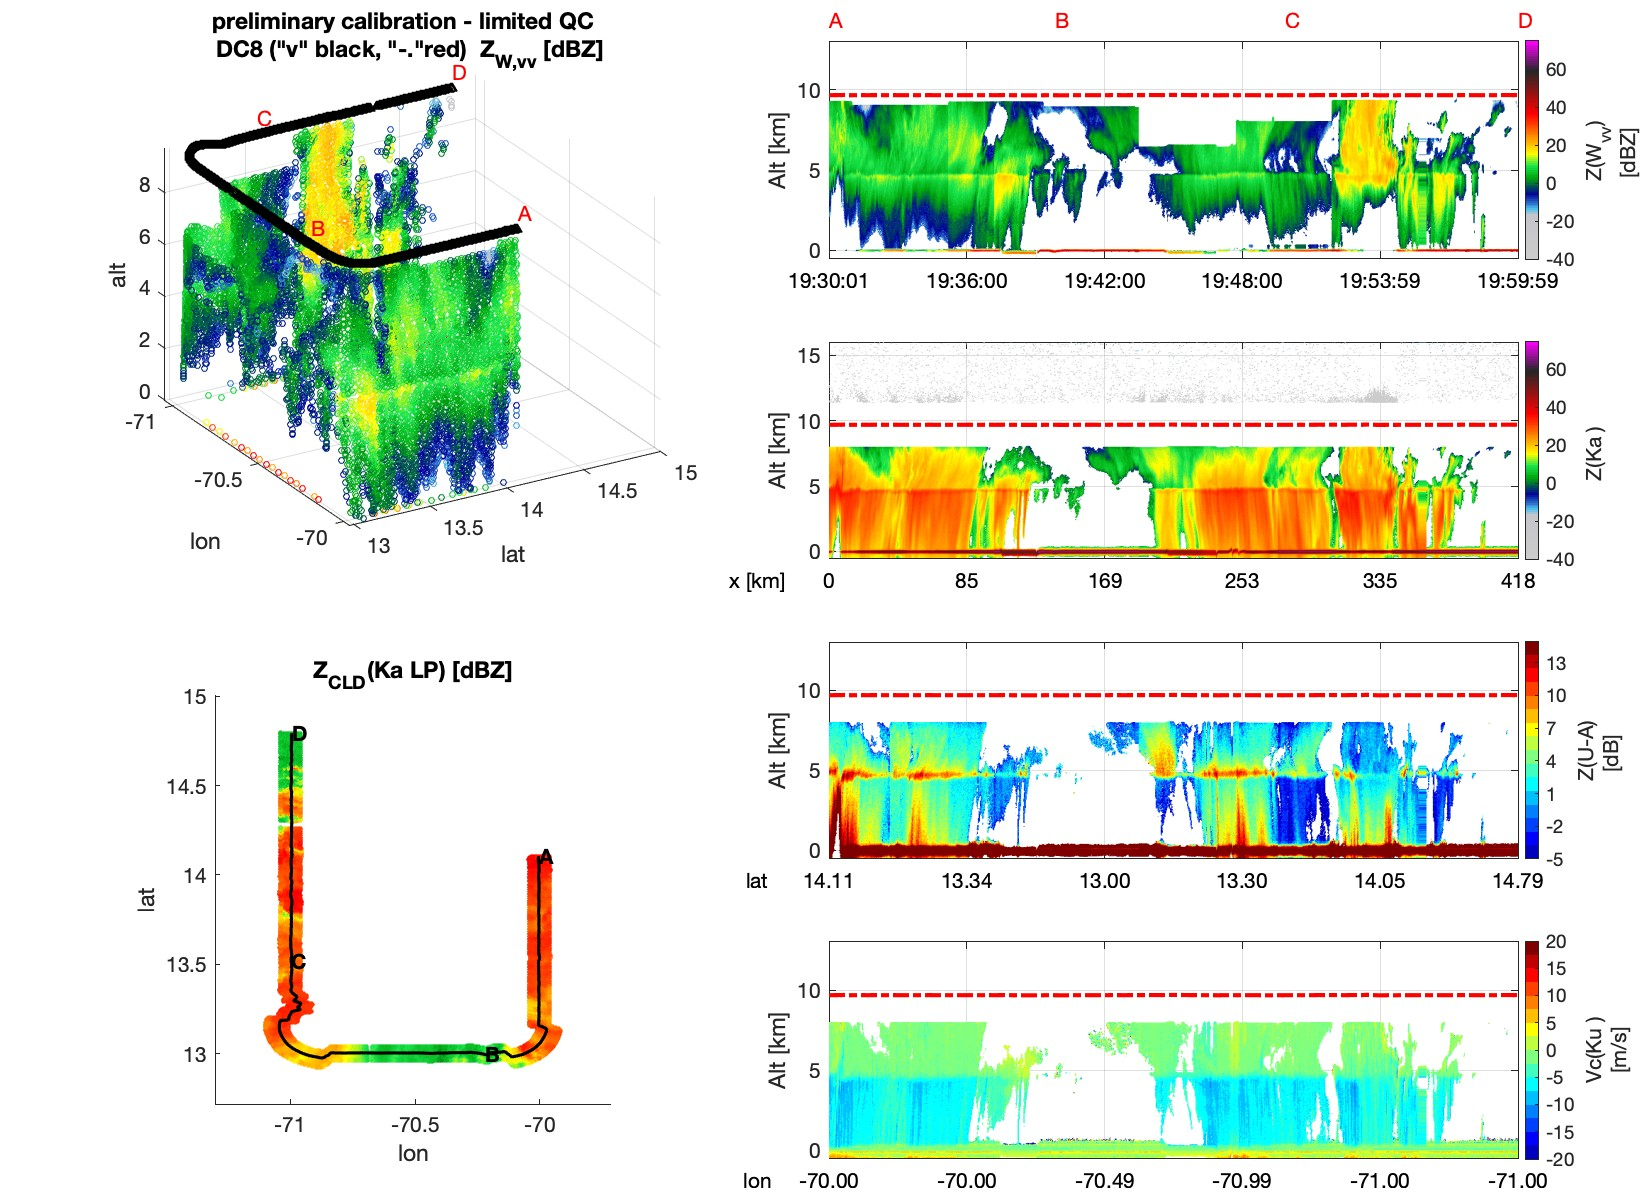 preliminary calibration - limited QC
DC8 ("v" black, "-."red) Z_W,vv [dBZ]
D
C
B
A
alt
8
6
4
2
0
-71
-70.5
-70
lon
13
13.5
14
14.5
15
lat
A B C D
Alt [km]
10
5
0
19:30:01 19:36:00 19:42:00 19:48:00 19:53:59 19:59:59
60
40
20
0
-20
-40
Z(W_vv) [dBZ]
Alt [km]
15
10
5
0
x [km] 0 85 169 253 335 418
60
40
20
0
-20
-40
Z(Ka)
Z_CLD(Ka LP) [dBZ]
15
14.5
14
13.5
13
lat
D
A
C
B
-71 -70.5 -70
lon
Alt [km]
10
5
0
lat 14.11 13.34 13.00 13.30 14.05 14.79
13
10
7
4
1
-2
-5
Z(U-A) [dB]
Alt [km]
10
5
0
lon -70.00 -70.00 -70.49 -70.99 -71.00 -71.00
20
15
10
5
0
-5
-10
-15
-20
Vc(Ku) [m/s]